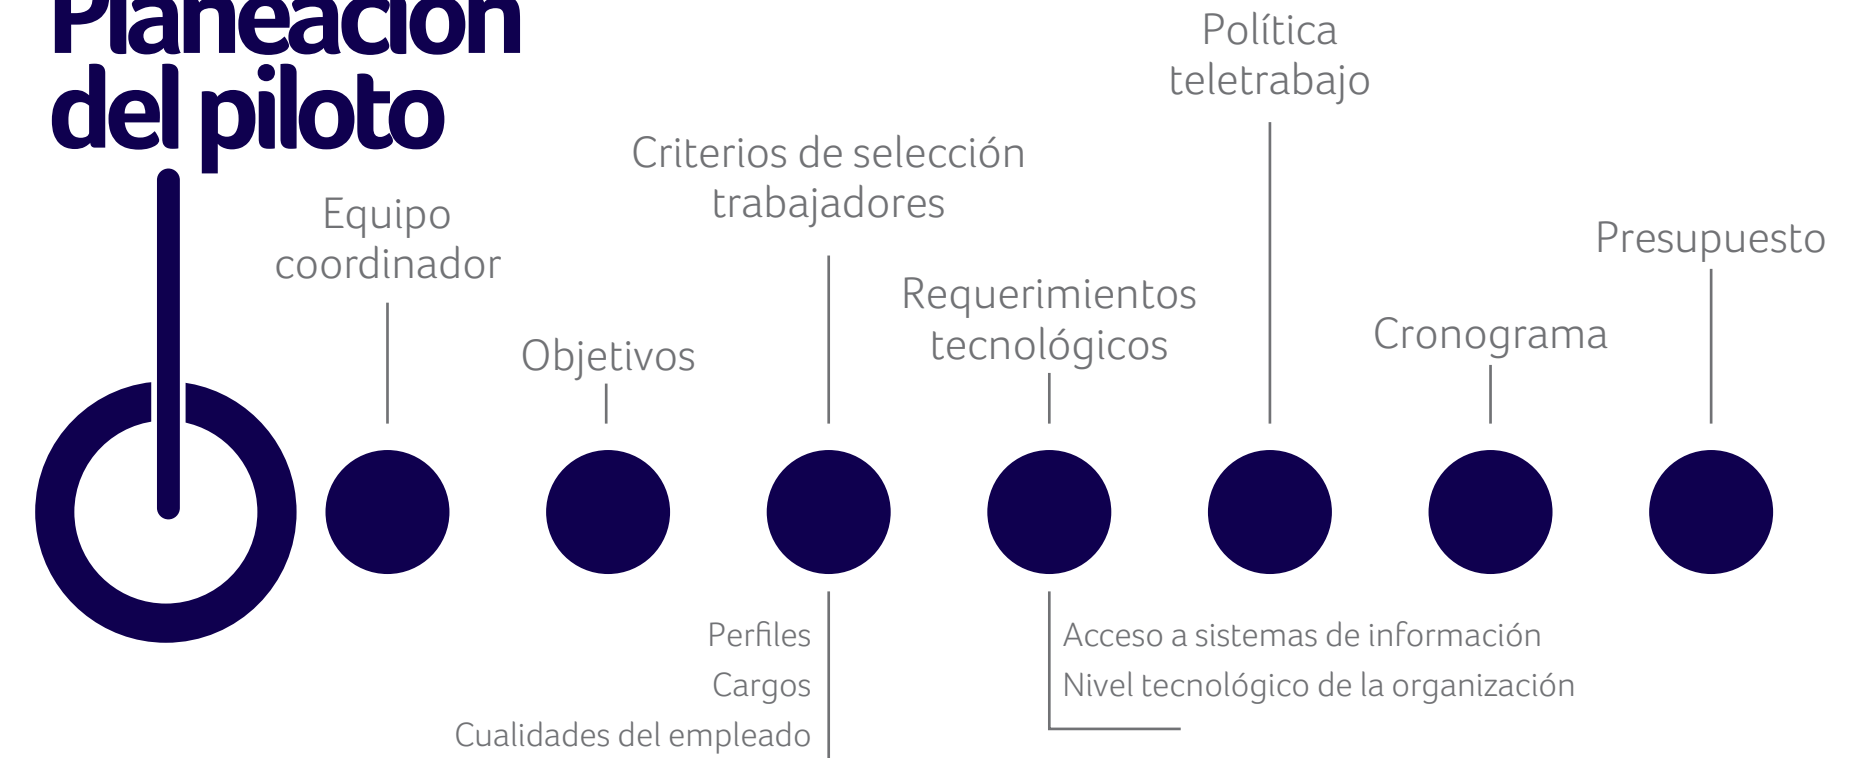 Planeación
del piloto
Equipo
coordinador
Objetivos
Criterios de selección
trabajadores
Perfiles
Cargos
Cualidades del empleado
Requerimientos
tecnológicos
Acceso a sistemas de información
Nivel tecnológico de la organización
Política
teletrabajo
Cronograma
Presupuesto